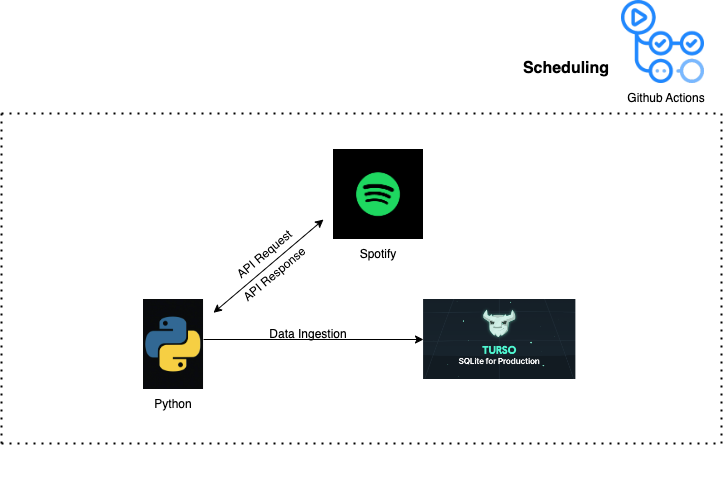 Scheduling
Github Actions
Spotify
API Request
API Response
Data Ingestion
TURSO
SQLite for Production
Python